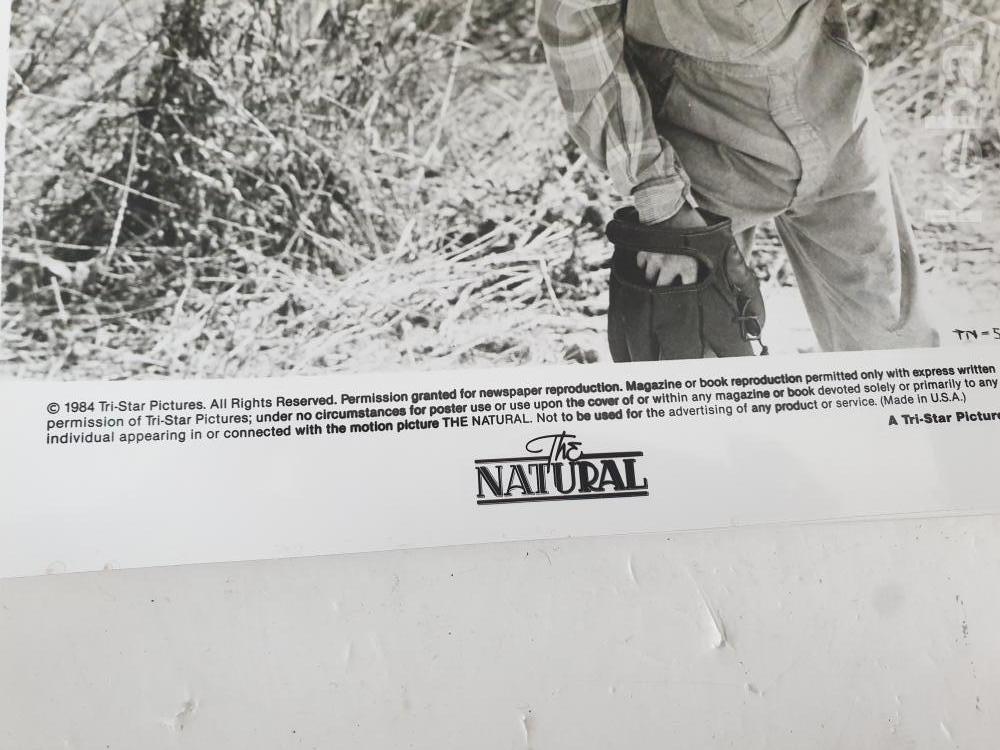 k-bay
TN-5
© 1984 Tri-Star Pictures. All Rights Reserved. Permission granted for newspaper reproduction. Magazine or book reproduction permitted only with express written
permission of Tri-Star Pictures; under no circumstances for poster use or use upon the cover of or within any magazine or book devoted solely or primarily to any
individual appearing in or connected with the motion picture THE NATURAL. Not to be used for the advertising of any product or service. (Made in U.S.A.)
A Tri-Star Picture
The
NATURAL